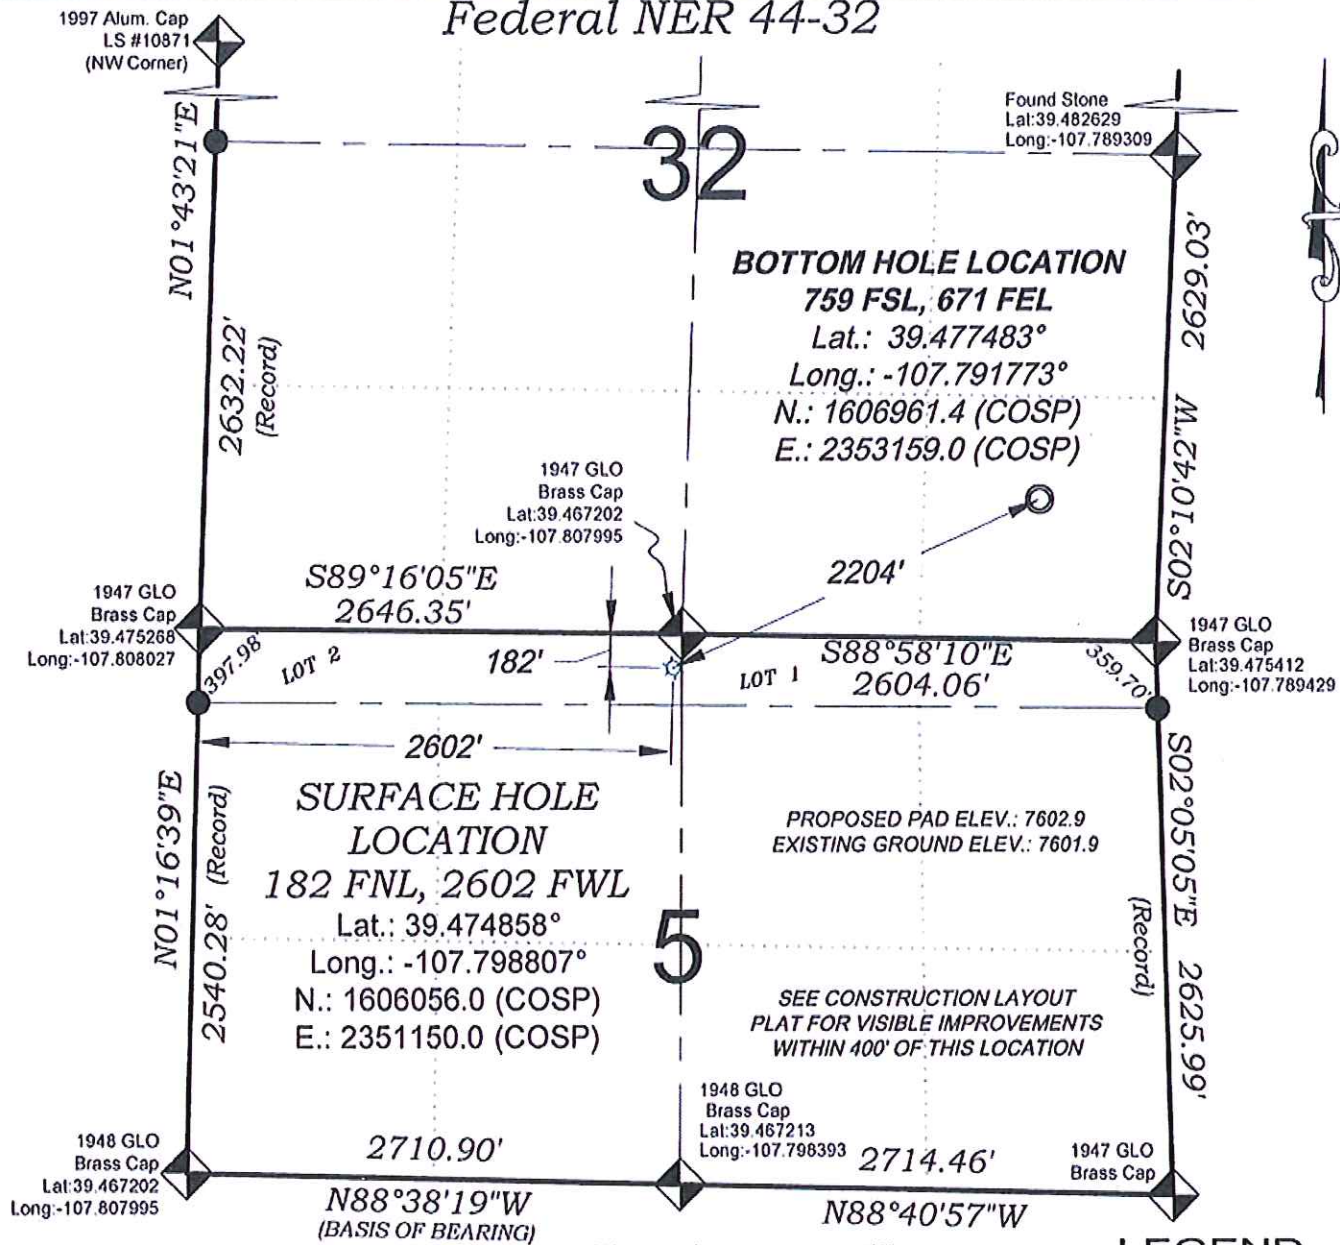 Federal NER 44-32
1997 Alum. Cap
LS #10871
(NW Corner)
N01°43'21"E
2632.22'
(Record)
32
Found Stone
Lat:39.482629
Long:-107.789309
2629.03'
S02°10'42"W
BOTTOM HOLE LOCATION
759 FSL, 671 FEL
Lat.: 39.477483°
Long.: -107.791773°
N.: 1606961.4 (COSP)
E.: 2353159.0 (COSP)
1947 GLO
Brass Cap
Lat:39.467202
Long:-107.807995
2204'
S89°16'05"E
2646.35'
1947 GLO
Brass Cap
Lat:39.475268
Long:-107.808027
397.98'
LOT 2
182'
LOT 1
S88°58'10"E
2604.06'
359.70'
1947 GLO
Brass Cap
Lat:39.475412
Long:-107.789429
2602'
N01°16'39"E
2540.28' (Record)
SURFACE HOLE
LOCATION
182 FNL, 2602 FWL
Lat.: 39.474858°
Long.: -107.798807°
N.: 1606056.0 (COSP)
E.: 2351150.0 (COSP)
5
PROPOSED PAD ELEV.: 7602.9
EXISTING GROUND ELEV.: 7601.9
S02°05'05"E 2625.99'
(Record)
SEE CONSTRUCTION LAYOUT
PLAT FOR VISIBLE IMPROVEMENTS
WITHIN 400' OF THIS LOCATION
1948 GLO
Brass Cap
Lat:39.467213
Long:-107.798393
1948 GLO
Brass Cap
Lat:39.467202
Long:-107.807995
2710.90'
N88°38'19"W
(BASIS OF BEARING)
2714.46'
N88°40'57"W
1947 GLO
Brass Cap
LEGEND